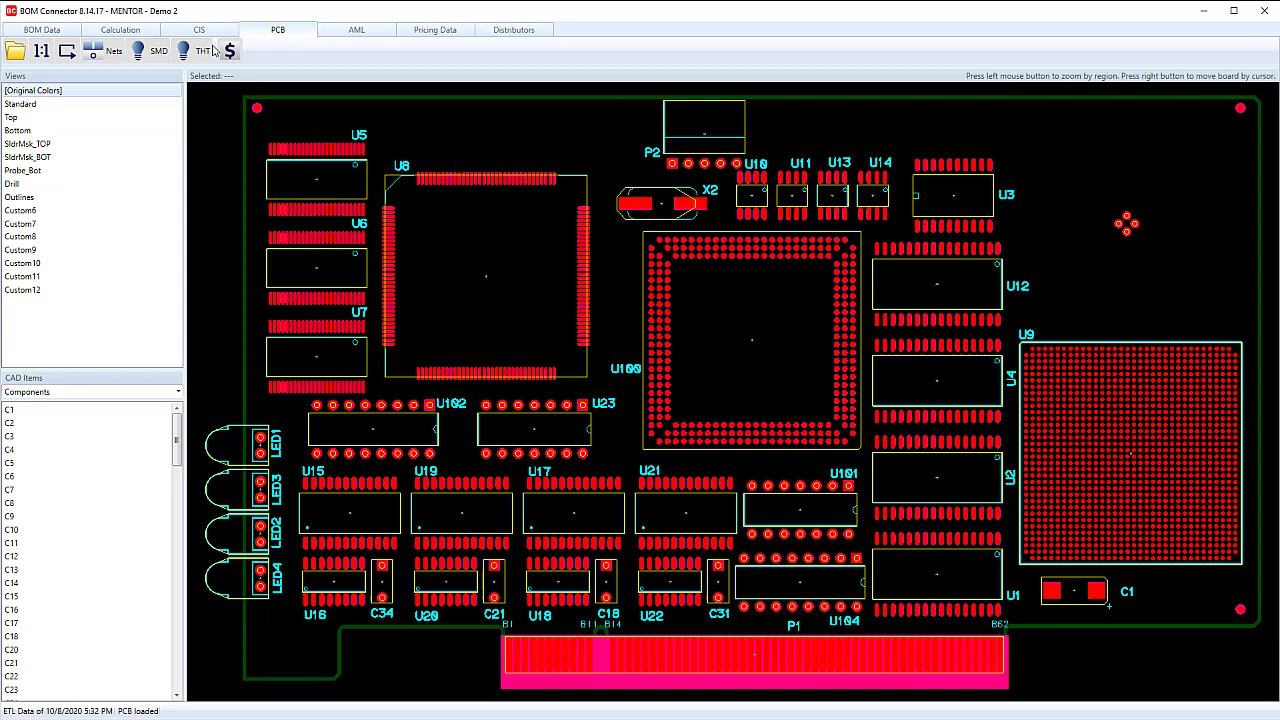 BC BOM Connector 8.14.17 - MENTOR - Demo 2
BOM Data Calculation CIS PCB AML Pricing Data Distributors
1:1 Nets SMD THT $
Views
Selected: ---
Press left mouse button to zoom by region. Press right button to move board by cursor.
[Original Colors]
Standard
Top
Bottom
SldrMsk_TOP
SldrMsk_BOT
Probe_Bot
Drill
Outlines
Custom6
Custom7
Custom8
Custom9
Custom10
Custom11
Custom12
CAD Items
Components
C1
C2
C3
C4
C5
C6
C7
C8
C9
C10
C11
C12
C13
C14
C15
C16
C17
C18
C20
C21
C22
C23
U5
U8
P2
U10
U11
U13
U14
X2
U3
U6
U12
U7
U9
U100
U4
U102
U23
LED1
U15
U19
U17
U21
U101
U2
LED3
LED2
LED4
U16
C34
U20
C21
U18
C18
U22
C31
U104
U1
C1
+
B1
B11
B14
P1
B62
ETL Data of 10/8/2020 5:32 PM PCB loaded